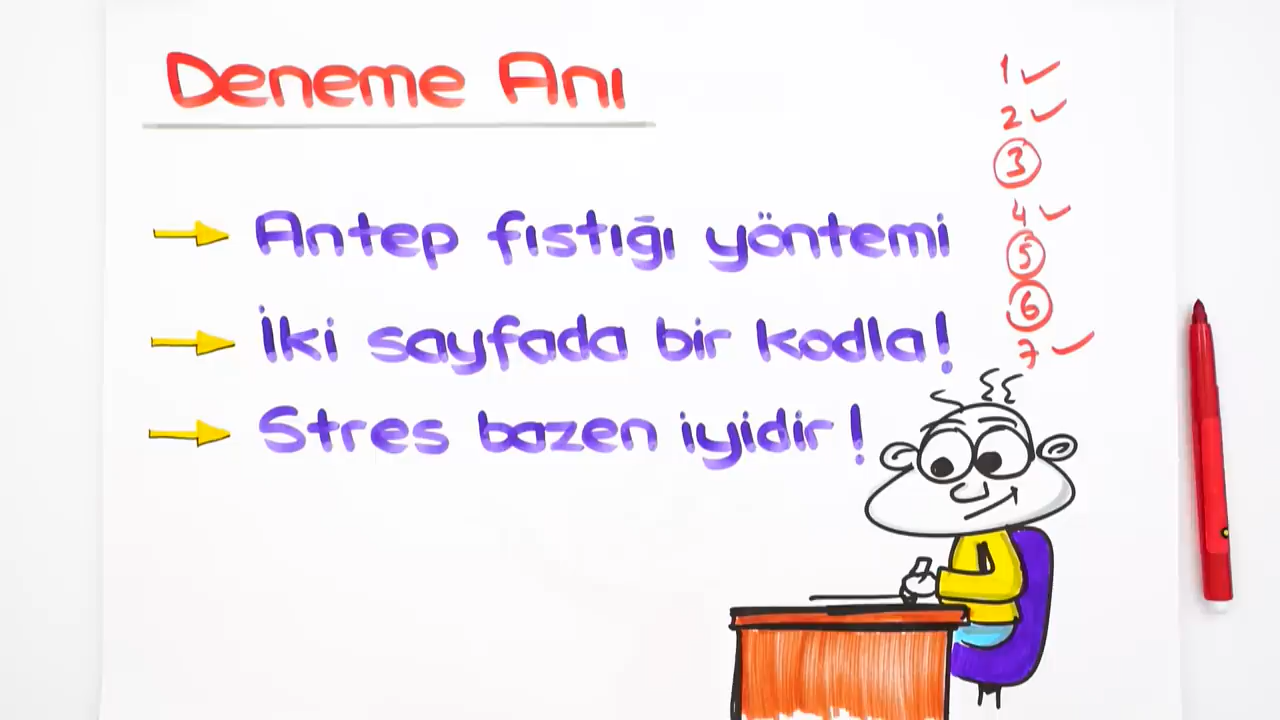 Deneme Anı
Antep fıstığı yöntemi
İki sayfada bir kodla!
Stres bazen iyidir!
1
2
3
4
5
6
7